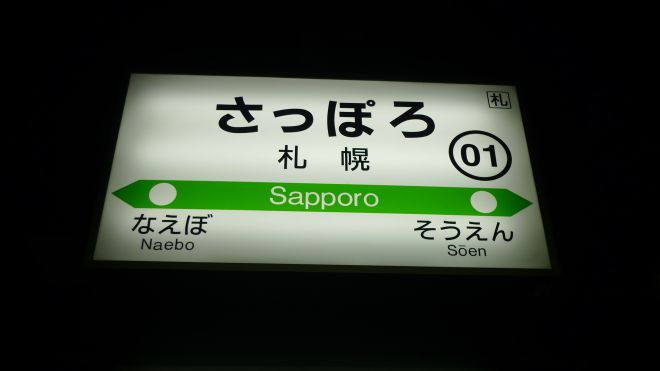 札
さっぽろ
札幌
01
Sapporo
なえぼ
Naebo
そうえん
Sōen